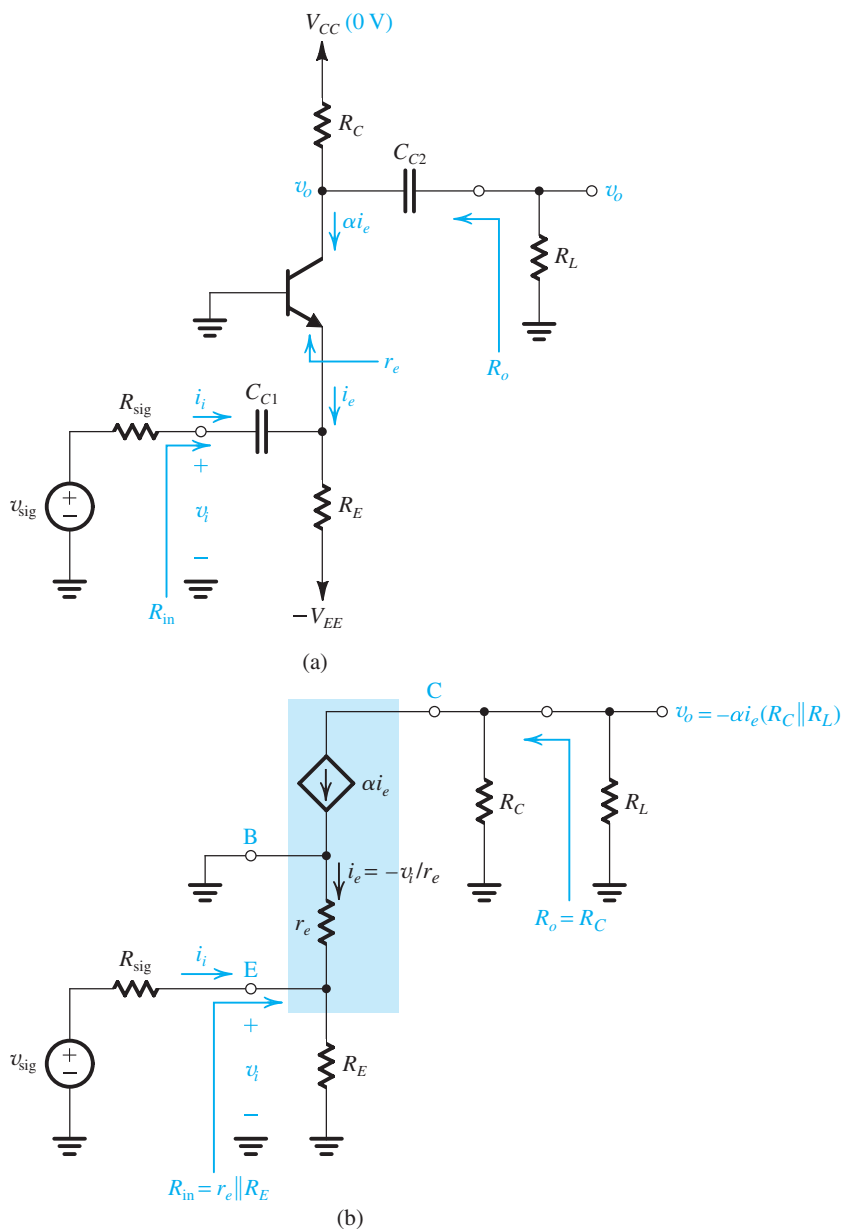 V_CC (0 V)
R_C
C_C2
v_o
v_o
αi_e
R_L
r_e
R_o
C_C1
R_sig
i_i
i_e
+
v_sig
+
−
v_i
R_E
−
R_in
−V_EE
(a)
C
v_o = −αi_e(R_C∥R_L)
αi_e
R_C
R_L
B
i_e = −v_i/r_e
r_e
R_o = R_C
R_sig
i_i
E
+
v_sig
+
−
v_i
R_E
−
R_in = r_e∥R_E
(b)